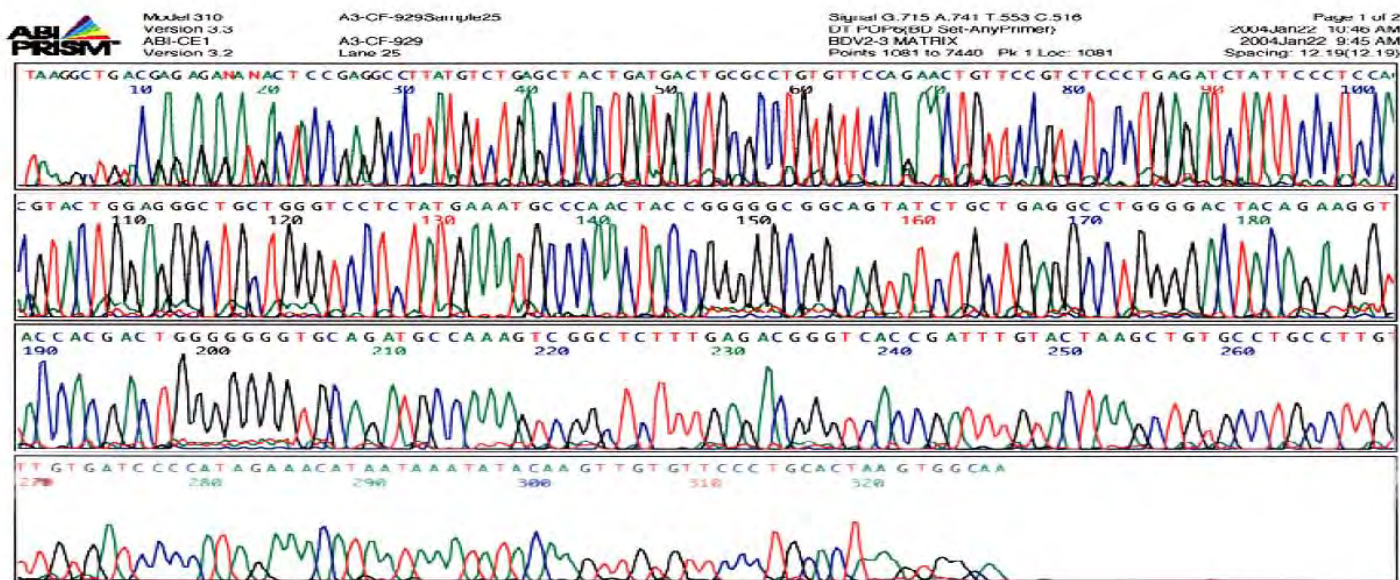 ABI PRISM
Model 310
Version 3.3
ABI-CE1
Version 3.2
A3-CF-929Sample25
A3-CF-929
Lane 25
Signal G:715 A:741 T:553 C:516
DT POP6{BD Set-AnyPrimer}
BDV2-3 MATRIX
Points 1081 to 7440 Pk 1 Loc: 1081
Page 1 of 2
2004Jan22 10:46 AM
2004Jan22 9:45 AM
Spacing: 12.19{12.19}
TAAGGCTGACGAGAGANANACTCCGAGGCCTTATGTCTGAGCTACTGATGACTGCGCCTGTGTTCCAGAACTGTTCCGTCTCCCTGAGATCTATTCCCTCCA
10 20 30 40 50 60 70 80 90 100
CGTACTGGAGGGCTGCTGGGTCCTCTATGAAATGCCCAACTACCGGGGGCGGCAGTATCTGCTGAGGCCTGGGGACTACAGAAGGT
110 120 130 140 150 160 170 180
ACCACGACTGGGGGGGTGCAGATGCCAAAGTCGGCTCTTTGAGACGGGTCACCGATTTGTACTAAGCTGTGCCTGCCTTG
190 200 210 220 230 240 250 260
TTGTGATCCCCATAGAAACATAATAAATATACAAGTTGTGTTCCCTGCACTAAGTGGCAA
270 280 290 300 310 320